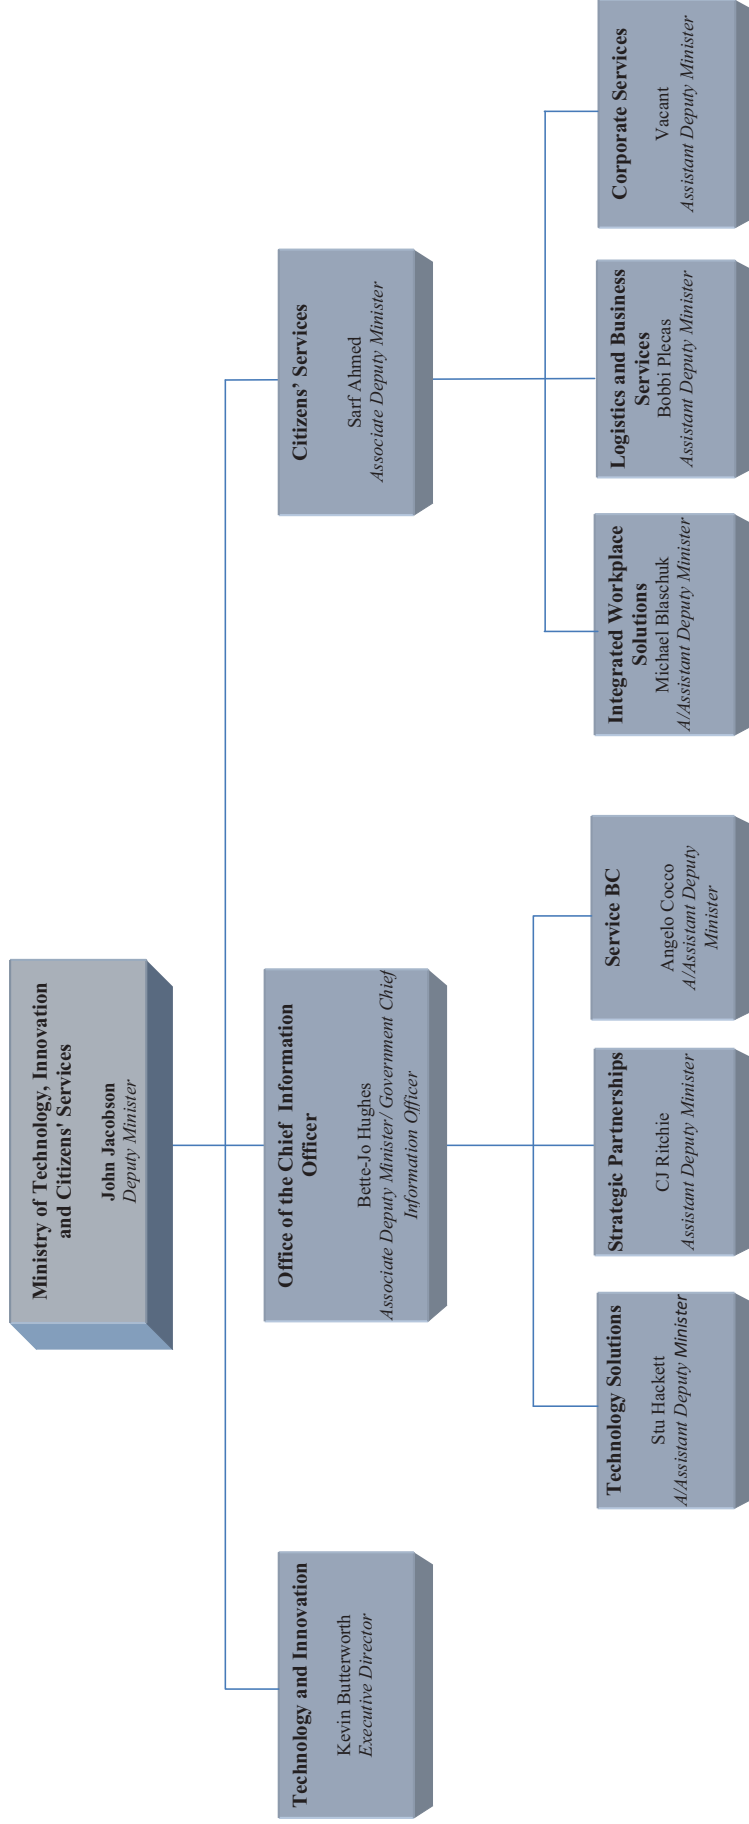 Ministry of Technology, Innovation
and Citizens' Services
John Jacobson
Deputy Minister
Technology and Innovation
Kevin Butterworth
Executive Director
Office of the Chief Information
Officer
Bette-Jo Hughes
Associate Deputy Minister/ Government Chief
Information Officer
Citizens’ Services
Sarf Ahmed
Associate Deputy Minister
Technology Solutions
Stu Hackett
A/Assistant Deputy Minister
Strategic Partnerships
CJ Ritchie
Assistant Deputy Minister
Service BC
Angelo Cocco
A/Assistant Deputy
Minister
Integrated Workplace
Solutions
Michael Blaschuk
A/Assistant Deputy Minister
Logistics and Business
Services
Bobbi Plecas
Assistant Deputy Minister
Corporate Services
Vacant
Assistant Deputy Minister